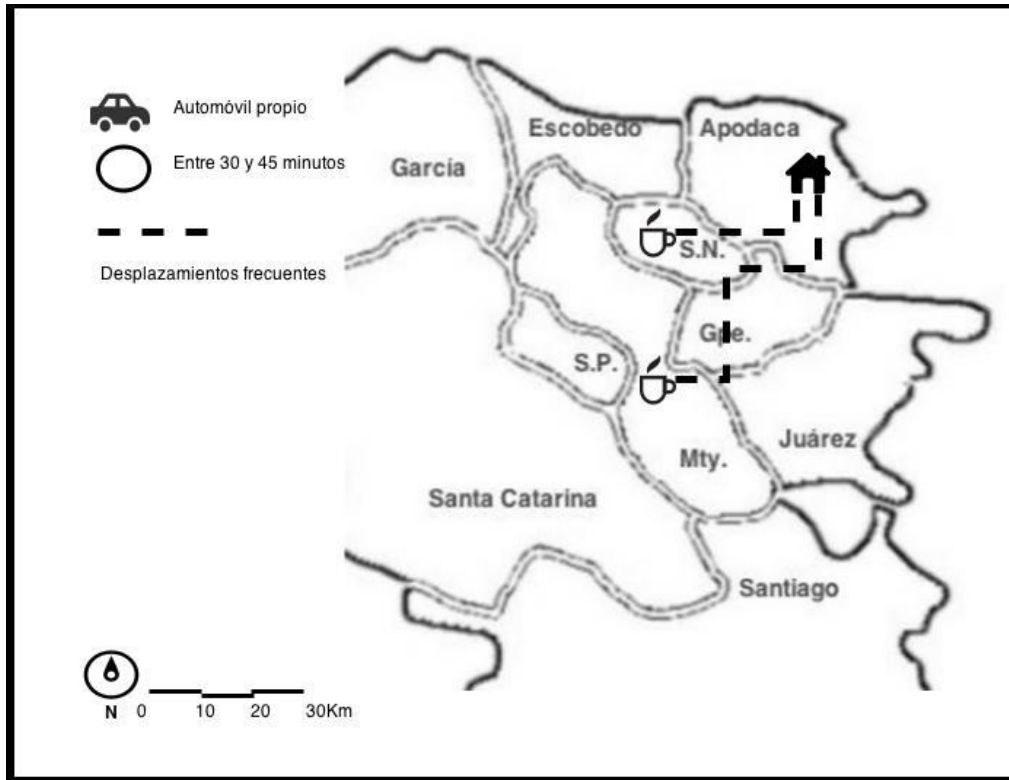 Automóvil propio
Entre 30 y 45 minutos
Desplazamientos frecuentes
Escobedo
Apodaca
García
S.N.
Gpe.
S.P.
Juárez
Mty.
Santa Catarina
Santiago
N 0 10 20 30Km